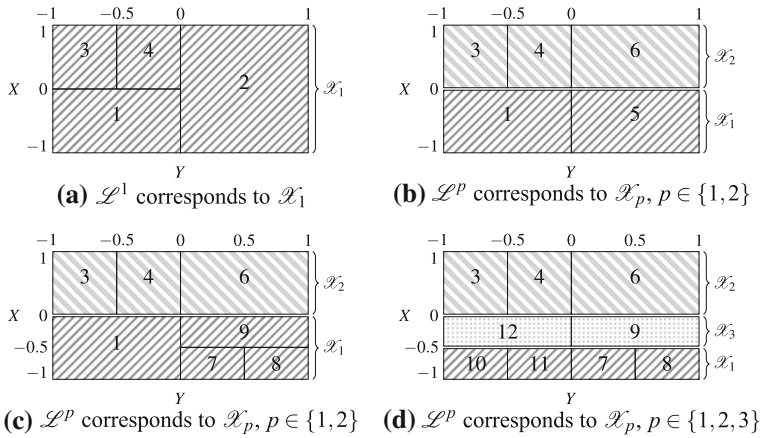 −1 −0.5 0 1
1 3 4
X 0 2 𝒳₁
1
−1
Y
(a) ℒ¹ corresponds to 𝒳₁
−1 −0.5 0 1
1 3 4 6 𝒳₂
X 0
1 5 𝒳₁
−1
Y
(b) ℒᵖ corresponds to 𝒳ₚ, p ∈ {1,2}
−1 −0.5 0 0.5 1
1 3 4 6 𝒳₂
X 0
1 9 𝒳₁
−0.5
7 8
−1
Y
(c) ℒᵖ corresponds to 𝒳ₚ, p ∈ {1,2}
−1 −0.5 0 0.5 1
1 3 4 6 𝒳₂
X 0
12 9 𝒳₃
−0.5
10 11 7 8 𝒳₁
−1
Y
(d) ℒᵖ corresponds to 𝒳ₚ, p ∈ {1,2,3}